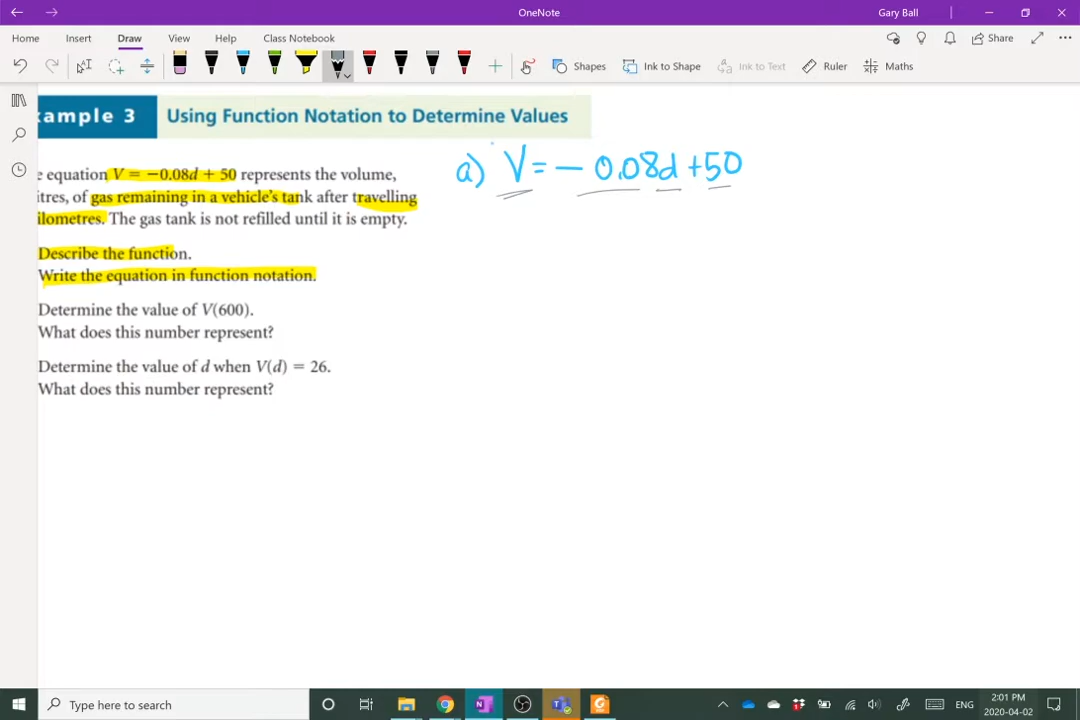 OneNote
Gary Ball
Home Insert Draw View Help Class Notebook
Share
Shapes Ink to Shape Ink to Text Ruler Maths
ample 3 Using Function Notation to Determine Values
e equation V = −0.08d + 50 represents the volume,
itres, of gas remaining in a vehicle's tank after travelling
ilometres. The gas tank is not refilled until it is empty.
Describe the function.
Write the equation in function notation.
Determine the value of V(600).
What does this number represent?
Determine the value of d when V(d) = 26.
What does this number represent?
a) V = − 0.08d + 50
Type here to search
ENG
2:01 PM
2020-04-02